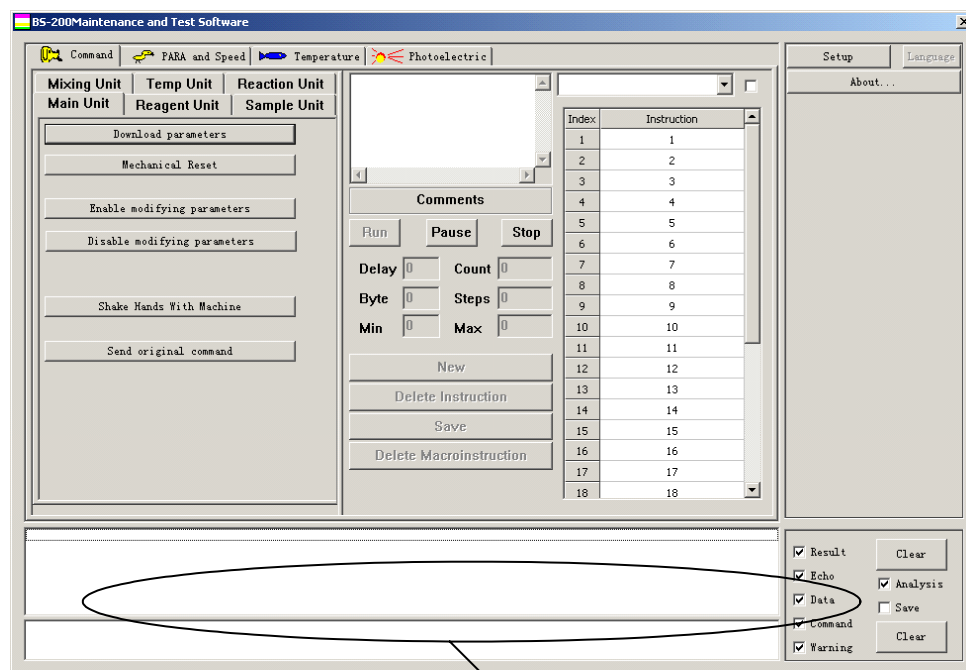 BS-200Maintenance and Test Software
Command PARA and Speed Temperature Photoelectric
Setup Language
About...
Mixing Unit Temp Unit Reaction Unit
Main Unit Reagent Unit Sample Unit
Download parameters
Mechanical Reset
Enable modifying parameters
Disable modifying parameters
Shake Hands With Machine
Send original command
Comments
Run Pause Stop
Delay 0 Count 0
Byte 0 Steps 0
Min 0 Max 0
New
Delete Instruction
Save
Delete Macroinstruction
Index Instruction
1 1
2 2
3 3
4 4
5 5
6 6
7 7
8 8
9 9
10 10
11 11
12 12
13 13
14 14
15 15
16 16
17 17
18 18
Result Clear
Echo Analysis
Data Save
Command Clear
Warning